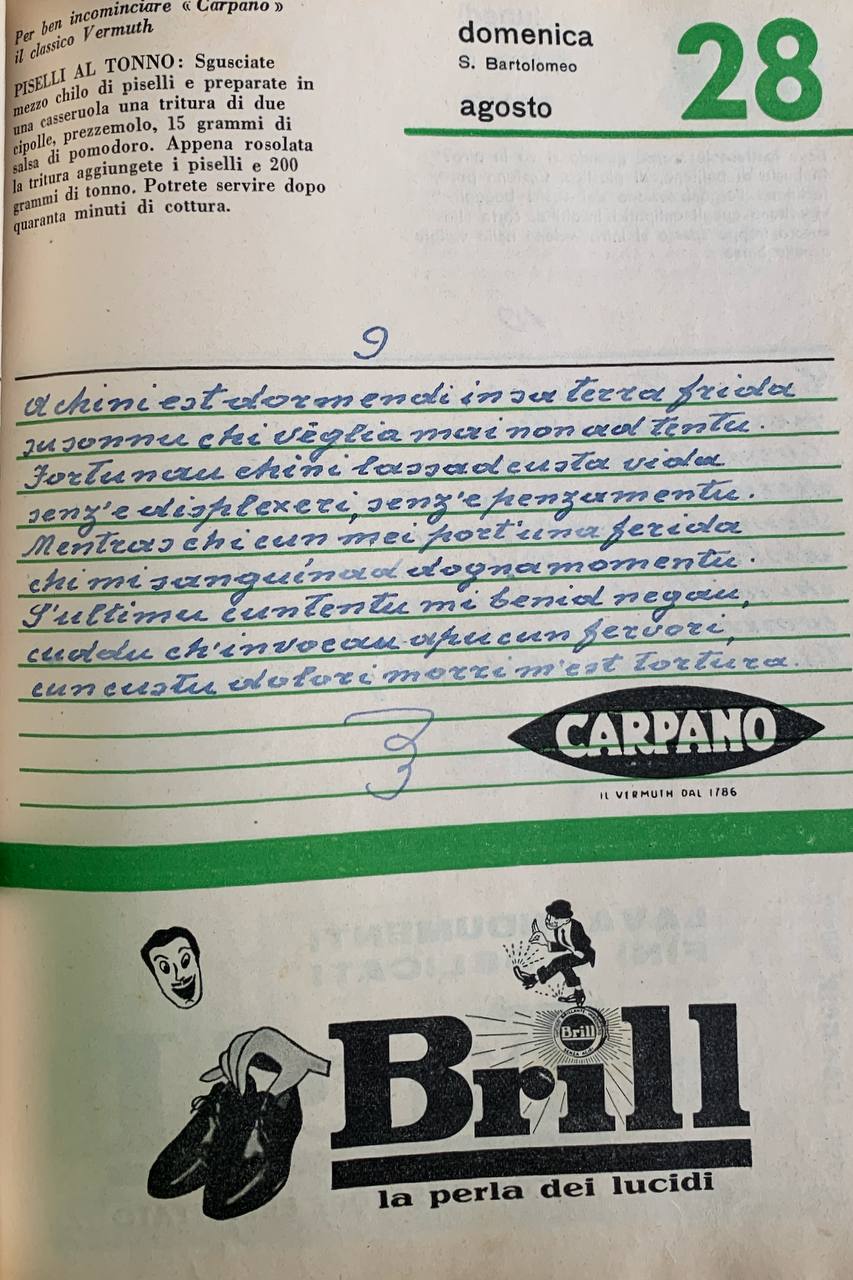 Per ben incominciare « Carpano »
il classico Vermuth
PISELLI AL TONNO: Sgusciate
mezzo chilo di piselli e preparate in
una casseruola una tritura di due
cipolle, prezzemolo, 15 grammi di
salsa di pomodoro. Appena rosolata
la tritura aggiungete i piselli e 200
grammi di tonno. Potrete servire dopo
quaranta minuti di cottura.
domenica
S. Bartolomeo
agosto
28
9
A chini est dormendi in sa terra frida
su sonnu chi vēglia mai non ad tentu.
Fortunau chini lassad custa vida
senz'e displexeri, senz'e penzamentu.
Mentras chi cun mei port'una ferida
chi mi sanguínad dogna momentu.
S'ultimu cuntentu mi benid negau,
cuddu ch'invocau apu cun fervori,
cun custu dolori morri m'est tortura.
CARPANO
IL VERMUTH DAL 1786
Brill
Brill
la perla dei lucidi